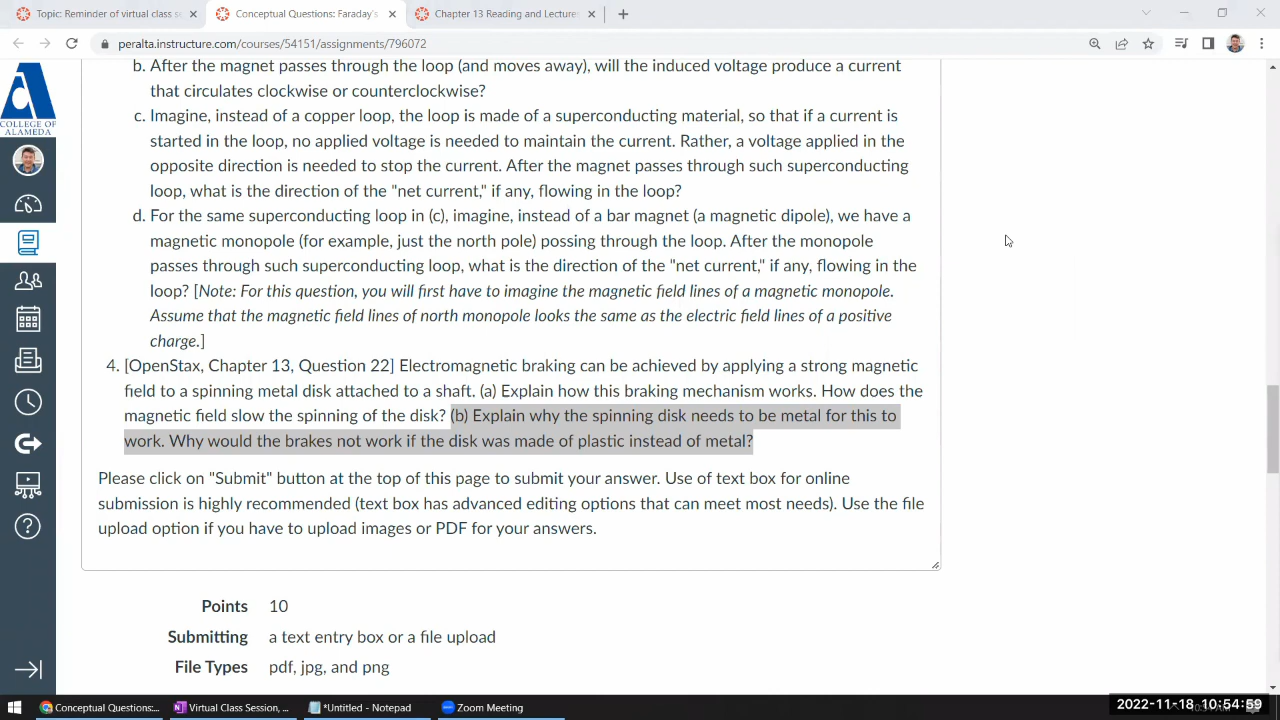 Topic: Reminder of virtual class se
Conceptual Questions: Faraday's
Chapter 13 Reading and Lectures
peralta.instructure.com/courses/54151/assignments/796072
COLLEGE OF
ALAMEDA
b. After the magnet passes through the loop (and moves away), will the induced voltage produce a current
that circulates clockwise or counterclockwise?
c. Imagine, instead of a copper loop, the loop is made of a superconducting material, so that if a current is
started in the loop, no applied voltage is needed to maintain the current. Rather, a voltage applied in the
opposite direction is needed to stop the current. After the magnet passes through such superconducting
loop, what is the direction of the "net current," if any, flowing in the loop?
d. For the same superconducting loop in (c), imagine, instead of a bar magnet (a magnetic dipole), we have a
magnetic monopole (for example, just the north pole) possing through the loop. After the monopole
passes through such superconducting loop, what is the direction of the "net current," if any, flowing in the
loop? [Note: For this question, you will first have to imagine the magnetic field lines of a magnetic monopole.
Assume that the magnetic field lines of north monopole looks the same as the electric field lines of a positive
charge.]
4. [OpenStax, Chapter 13, Question 22] Electromagnetic braking can be achieved by applying a strong magnetic
field to a spinning metal disk attached to a shaft. (a) Explain how this braking mechanism works. How does the
magnetic field slow the spinning of the disk? (b) Explain why the spinning disk needs to be metal for this to
work. Why would the brakes not work if the disk was made of plastic instead of metal?
Please click on "Submit" button at the top of this page to submit your answer. Use of text box for online
submission is highly recommended (text box has advanced editing options that can meet most needs). Use the file
upload option if you have to upload images or PDF for your answers.
Points 10
Submitting a text entry box or a file upload
File Types pdf, jpg, and png
Conceptual Questions:...
Virtual Class Session, ...
*Untitled - Notepad
Zoom Meeting
2022-11-18 10:54:59